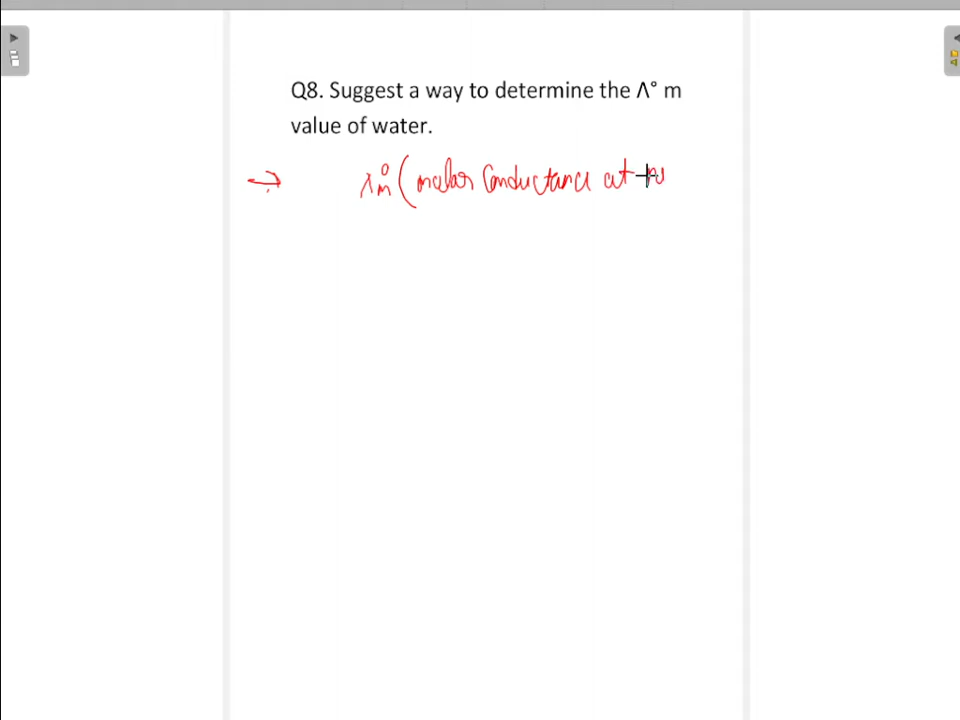 Q8. Suggest a way to determine the Λ° m
value of water.
→ λ°m (molar Conductance at